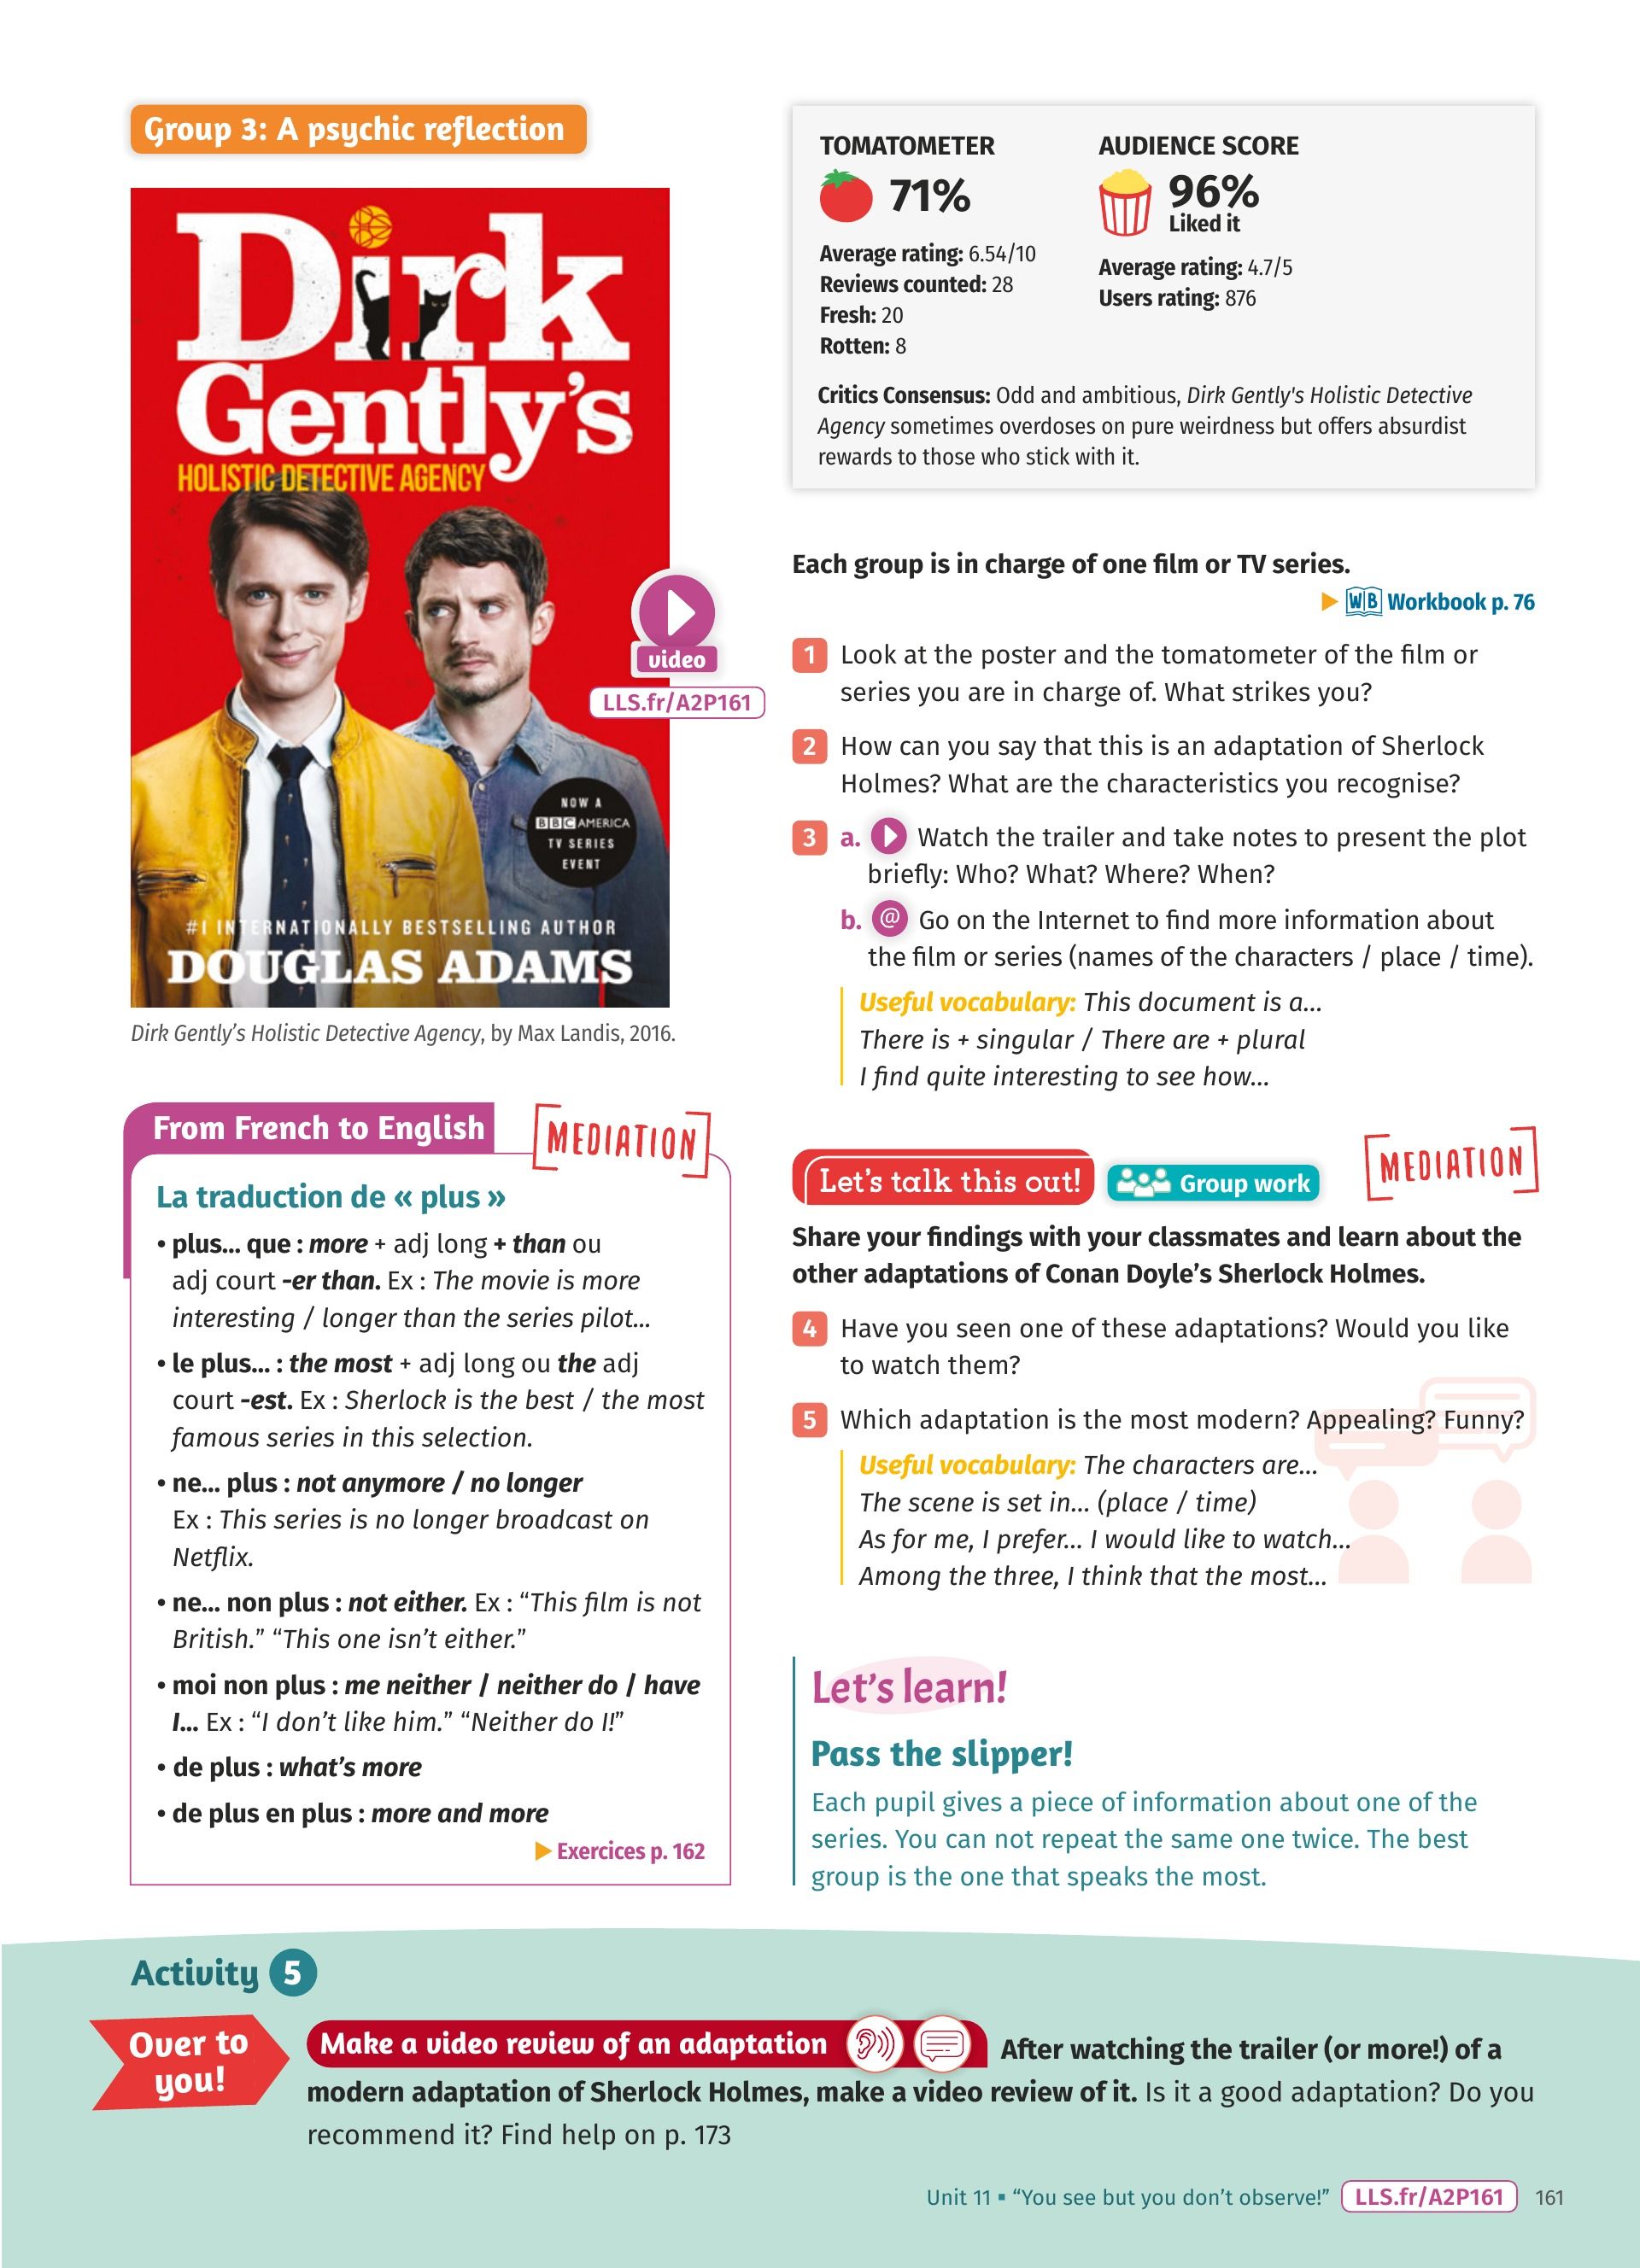 Group 3: A psychic reflection
Dirk
Gently's
HOLISTIC DETECTIVE AGENCY
video
LLS.fr/A2P161
NOW A
BBC AMERICA
TV SERIES
EVENT
#1 INTERNATIONALLY BESTSELLING AUTHOR
DOUGLAS ADAMS
Dirk Gently's Holistic Detective Agency, by Max Landis, 2016.
From French to English
MEDIATION
La traduction de « plus »
• plus... que : more + adj long + than ou
adj court -er than. Ex : The movie is more
interesting / longer than the series pilot...
• le plus... : the most + adj long ou the adj
court -est. Ex : Sherlock is the best / the most
famous series in this selection.
• ne... plus : not anymore / no longer
Ex : This series is no longer broadcast on
Netflix.
• ne... non plus : not either. Ex : “This film is not
British.” “This one isn't either.”
• moi non plus : me neither / neither do / have
I... Ex : “I don't like him.” “Neither do I!”
• de plus : what's more
• de plus en plus : more and more
Exercices p. 162
TOMATOMETER
71%
Average rating: 6.54/10
Reviews counted: 28
Fresh: 20
Rotten: 8
AUDIENCE SCORE
96%
Liked it
Average rating: 4.7/5
Users rating: 876
Critics Consensus: Odd and ambitious, Dirk Gently's Holistic Detective
Agency sometimes overdoses on pure weirdness but offers absurdist
rewards to those who stick with it.
Each group is in charge of one film or TV series.
WB Workbook p. 76
1 Look at the poster and the tomatometer of the film or
series you are in charge of. What strikes you?
2 How can you say that this is an adaptation of Sherlock
Holmes? What are the characteristics you recognise?
3 a. Watch the trailer and take notes to present the plot
briefly: Who? What? Where? When?
b. @ Go on the Internet to find more information about
the film or series (names of the characters / place / time).
Useful vocabulary: This document is a...
There is + singular / There are + plural
I find quite interesting to see how...
Let's talk this out! Group work
MEDIATION
Share your findings with your classmates and learn about the
other adaptations of Conan Doyle's Sherlock Holmes.
4 Have you seen one of these adaptations? Would you like
to watch them?
5 Which adaptation is the most modern? Appealing? Funny?
Useful vocabulary: The characters are...
The scene is set in... (place / time)
As for me, I prefer... I would like to watch...
Among the three, I think that the most...
Let's learn!
Pass the slipper!
Each pupil gives a piece of information about one of the
series. You can not repeat the same one twice. The best
group is the one that speaks the most.
Activity 5
Over to
you!
Make a video review of an adaptation After watching the trailer (or more!) of a
modern adaptation of Sherlock Holmes, make a video review of it. Is it a good adaptation? Do you
recommend it? Find help on p. 173
Unit 11 ▪ “You see but you don't observe!” LLS.fr/A2P161 161